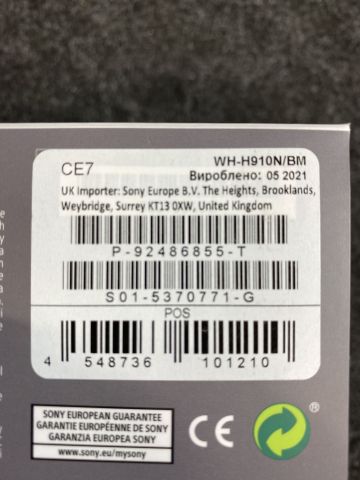 CE7
WH-H910N/BM
Вироблено: 05 2021
UK Importer: Sony Europe B.V. The Heights, Brooklands,
Weybridge, Surrey KT13 0XW, United Kingdom
P-92486855-T
S01-5370771-G
POS
4 548736 101210
SONY EUROPEAN GUARANTEE
GARANTIE EUROPÉENNE SONY
GARANZIA EUROPEA SONY
www.sony.eu/mysony
CE
®